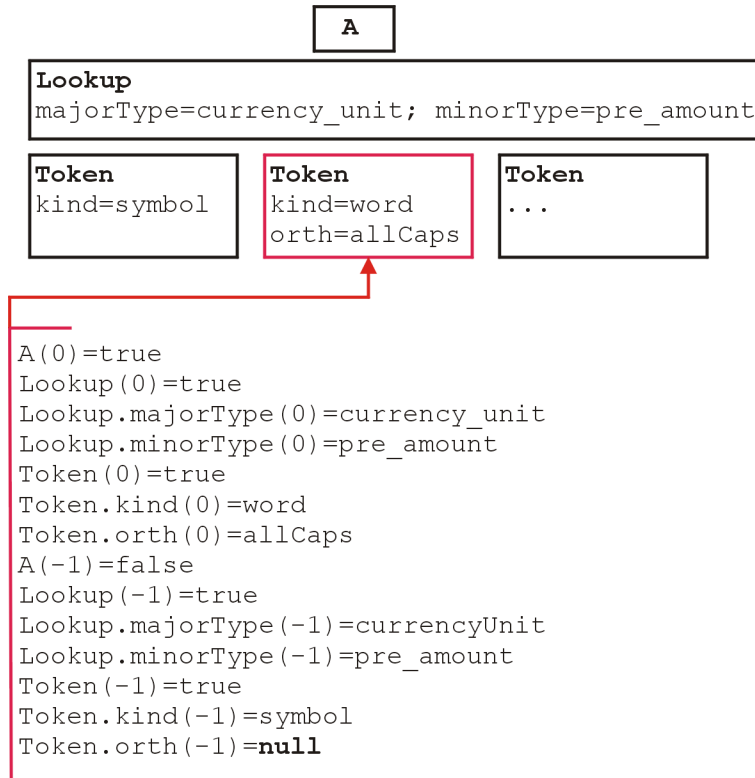 A
Lookup
majorType=currency_unit; minorType=pre_amount
Token
kind=symbol
Token
kind=word
orth=allCaps
Token
...
A(0)=true
Lookup(0)=true
Lookup.majorType(0)=currency_unit
Lookup.minorType(0)=pre_amount
Token(0)=true
Token.kind(0)=word
Token.orth(0)=allCaps
A(-1)=false
Lookup(-1)=true
Lookup.majorType(-1)=currencyUnit
Lookup.minorType(-1)=pre_amount
Token(-1)=true
Token.kind(-1)=symbol
Token.orth(-1)=null